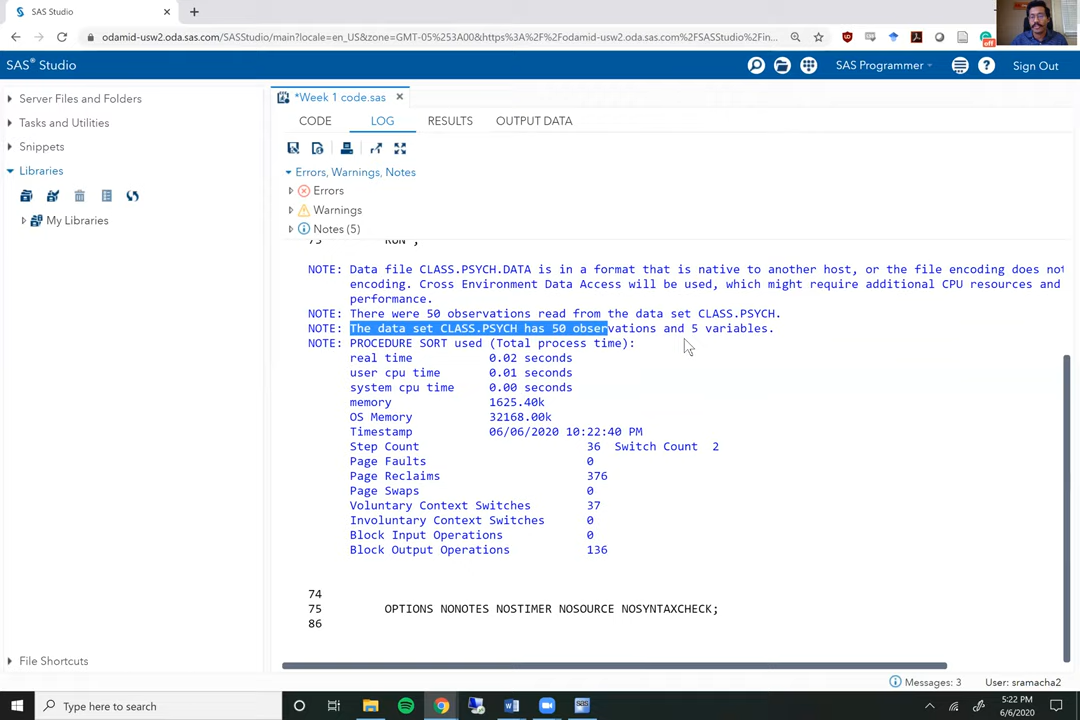 SAS Studio
odamid-usw2.oda.sas.com/SASStudio/main?locale=en_US&zone=GMT-05%253A00&https%3A%2F%2Fodamid-usw2.oda.sas.com%2FSASStudio%2Fin...
off
SAS® Studio
SAS Programmer
Sign Out
Server Files and Folders
Tasks and Utilities
Snippets
Libraries
My Libraries
File Shortcuts
*Week 1 code.sas
CODE LOG RESULTS OUTPUT DATA
Errors, Warnings, Notes
Errors
Warnings
Notes (5)
73 RUN ;
NOTE: Data file CLASS.PSYCH.DATA is in a format that is native to another host, or the file encoding does not
encoding. Cross Environment Data Access will be used, which might require additional CPU resources and
performance.
NOTE: There were 50 observations read from the data set CLASS.PSYCH.
NOTE: The data set CLASS.PSYCH has 50 observations and 5 variables.
NOTE: PROCEDURE SORT used (Total process time):
real time 0.02 seconds
user cpu time 0.01 seconds
system cpu time 0.00 seconds
memory 1625.40k
OS Memory 32168.00k
Timestamp 06/06/2020 10:22:40 PM
Step Count 36 Switch Count 2
Page Faults 0
Page Reclaims 376
Page Swaps 0
Voluntary Context Switches 37
Involuntary Context Switches 0
Block Input Operations 0
Block Output Operations 136
74
75 OPTIONS NONOTES NOSTIMER NOSOURCE NOSYNTAXCHECK;
86
Messages: 3 User: sramacha2
Type here to search
5:22 PM
6/6/2020